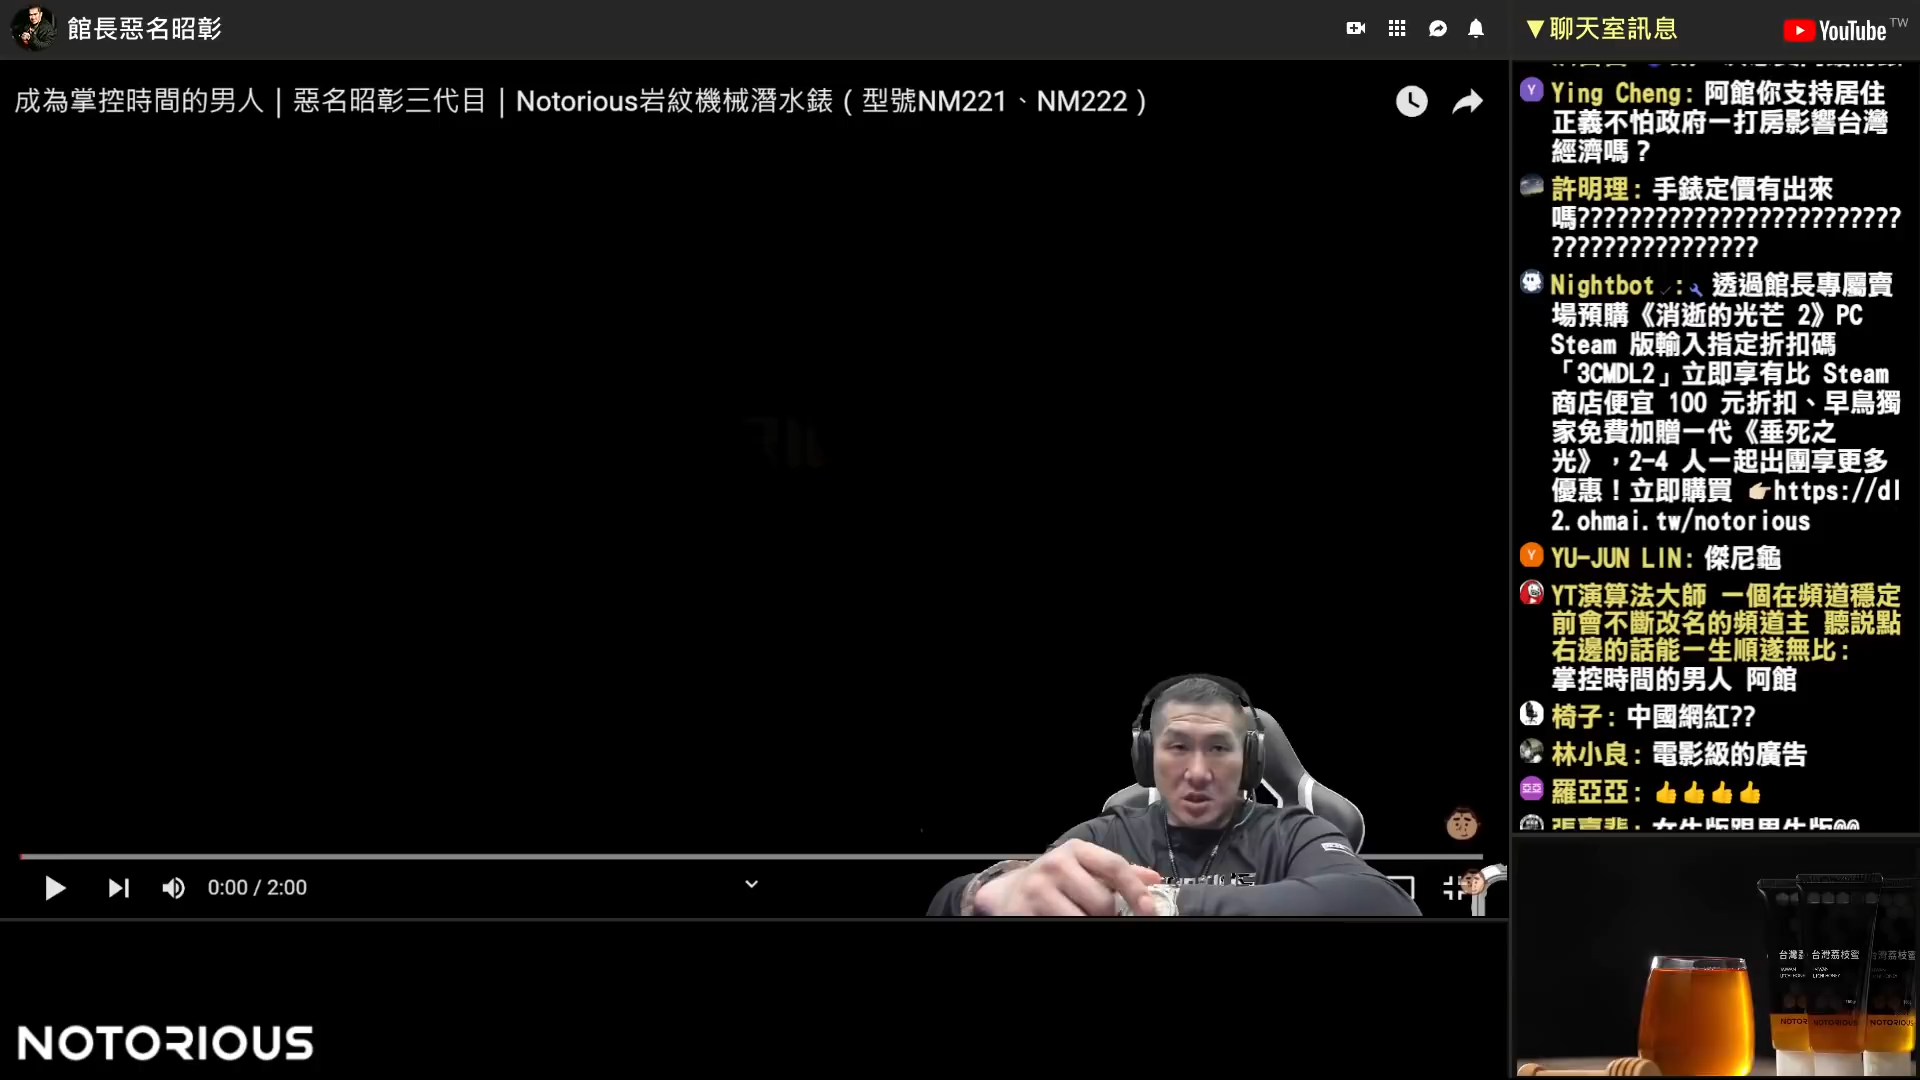 館長惡名昭彰
成為掌控時間的男人｜惡名昭彰三代目｜Notorious岩紋機械潛水錶（型號NM221、NM222）
0:00 / 2:00
NOTORIOUS
▼聊天室訊息
YouTube TW
Ying Cheng: 阿館你支持居住
正義不怕政府一打房影響台灣
經濟嗎？
許明理: 手錶定價有出來
嗎?????????????????????????
????????????????
Nightbot ✓:🔧 透過館長專屬賣
場預購《消逝的光芒 2》PC
Steam 版輸入指定折扣碼
「3CMDL2」立即享有比 Steam
商店便宜 100 元折扣、早鳥獨
家免費加贈一代《垂死之
光》，2-4 人一起出團享更多
優惠！立即購買 👉🏻https://dl
2.ohmai.tw/notorious
YU-JUN LIN: 傑尼龜
YT演算法大師 一個在頻道穩定
前會不斷改名的頻道主 聽説點
右邊的話能一生順遂無比:
掌控時間的男人 阿館
椅子: 中國網紅??
林小良: 電影級的廣告
羅亞亞: 👍👍👍👍
台灣荔枝蜜
NOTORIOUS
NOTORIOUS